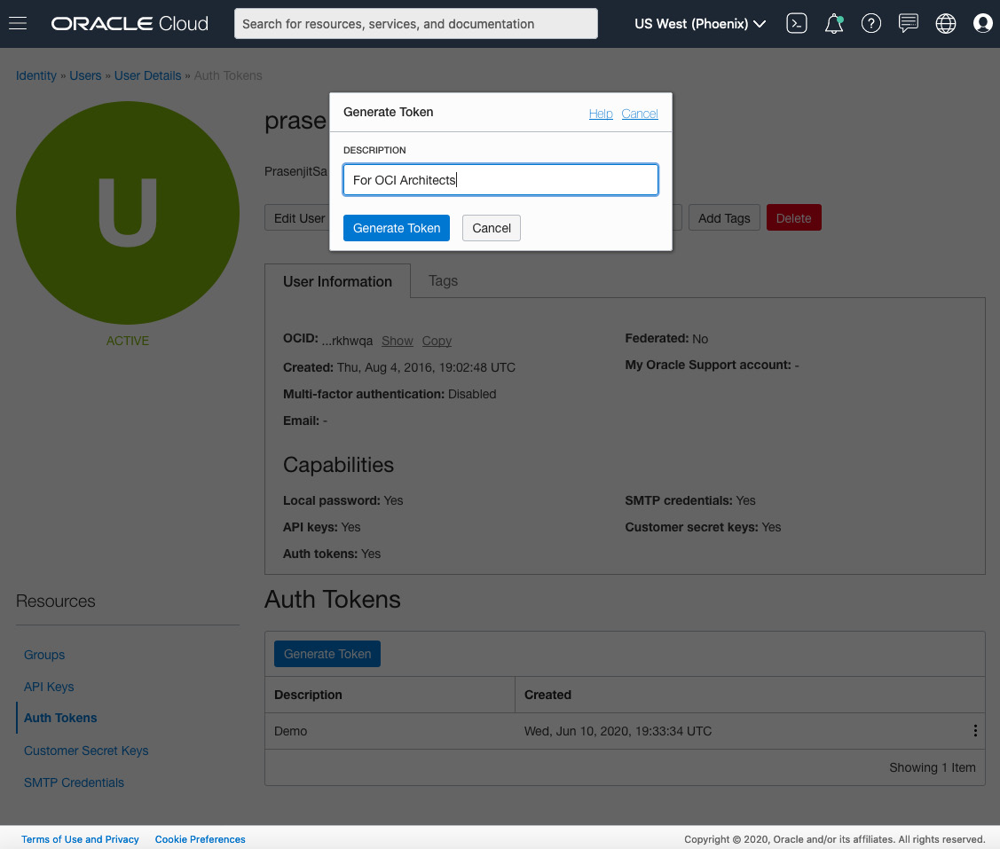 ORACLE Cloud
Search for resources, services, and documentation
US West (Phoenix)
Identity » Users » User Details » Auth Tokens
U
ACTIVE
prase
PrasenjitSa
Edit User
Add Tags
Delete
Generate Token
Help
Cancel
DESCRIPTION
For OCI Architects
Generate Token
Cancel
User Information
Tags
OCID: ...rkhwqa Show Copy
Created: Thu, Aug 4, 2016, 19:02:48 UTC
Multi-factor authentication: Disabled
Email: -
Federated: No
My Oracle Support account: -
Capabilities
Local password: Yes
API keys: Yes
Auth tokens: Yes
SMTP credentials: Yes
Customer secret keys: Yes
Resources
Groups
API Keys
Auth Tokens
Customer Secret Keys
SMTP Credentials
Auth Tokens
Generate Token
Description
Created
Demo
Wed, Jun 10, 2020, 19:33:34 UTC
Showing 1 Item
Terms of Use and Privacy
Cookie Preferences
Copyright © 2020, Oracle and/or its affiliates. All rights reserved.